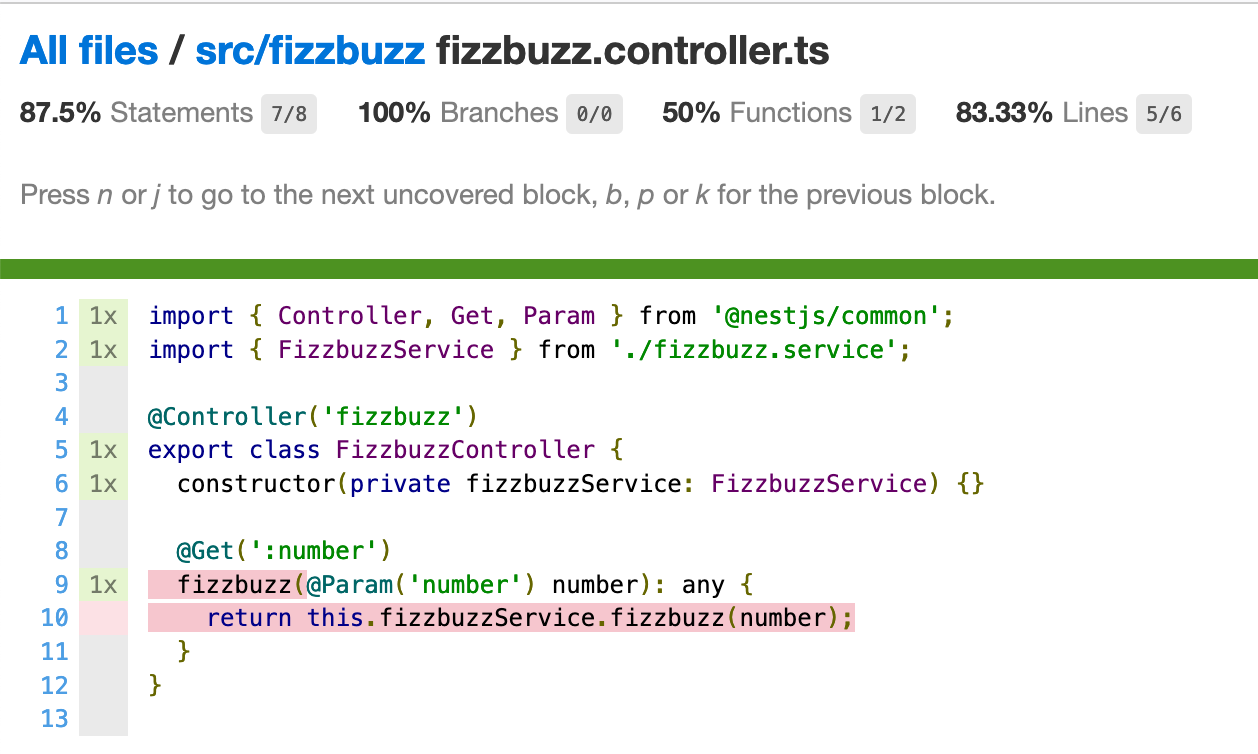 All files / src/fizzbuzz fizzbuzz.controller.ts
87.5% Statements 7/8 100% Branches 0/0 50% Functions 1/2 83.33% Lines 5/6
Press n or j to go to the next uncovered block, b, p or k for the previous block.
1 1x import { Controller, Get, Param } from '@nestjs/common';
2 1x import { FizzbuzzService } from './fizzbuzz.service';
3
4 @Controller('fizzbuzz')
5 1x export class FizzbuzzController {
6 1x constructor(private fizzbuzzService: FizzbuzzService) {}
7
8 @Get(':number')
9 1x fizzbuzz(@Param('number') number): any {
10 return this.fizzbuzzService.fizzbuzz(number);
11 }
12 }
13